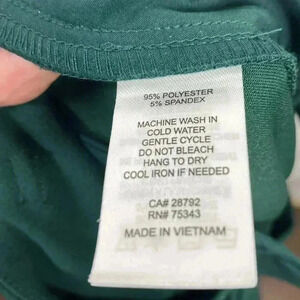 95% POLYESTER
5% SPANDEX
MACHINE WASH IN
COLD WATER
GENTLE CYCLE
DO NOT BLEACH
HANG TO DRY
COOL IRON IF NEEDED
CA# 28792
RN# 75343
MADE IN VIETNAM